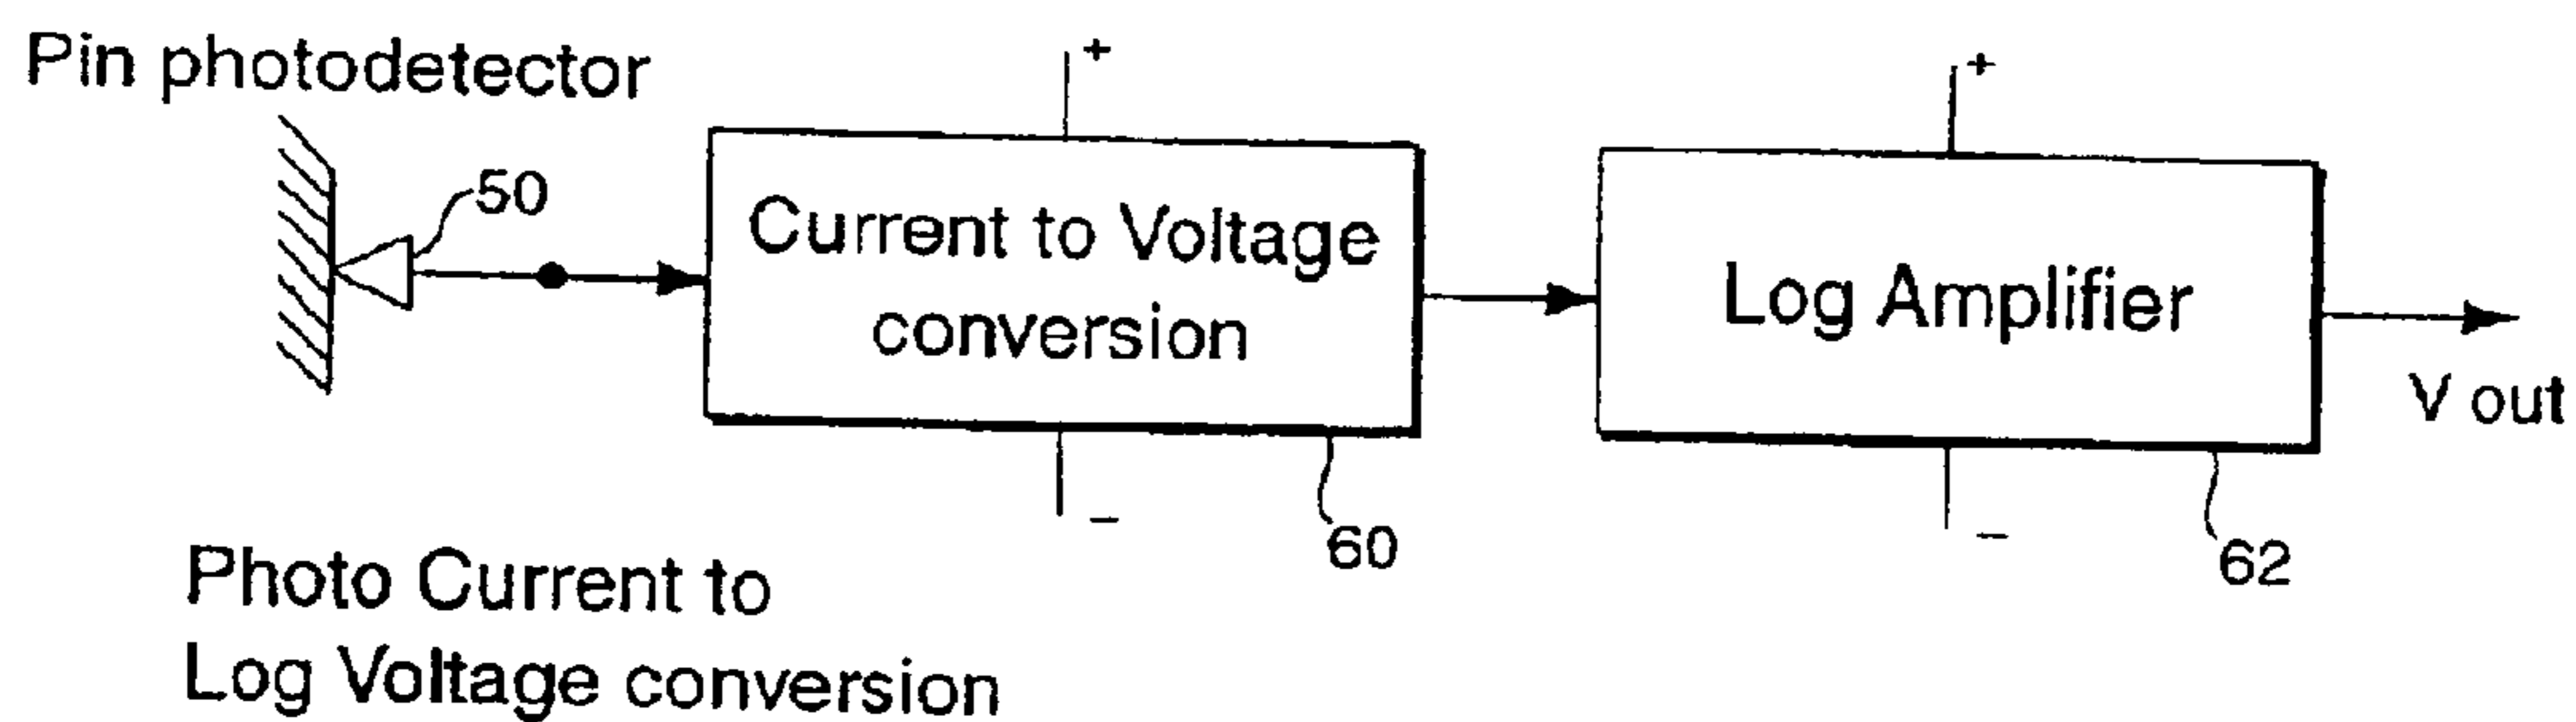 Pin photodetector
50
+
+
Current to Voltage
conversion
Log Amplifier
V out
-
-
60
62
Photo Current to
Log Voltage conversion